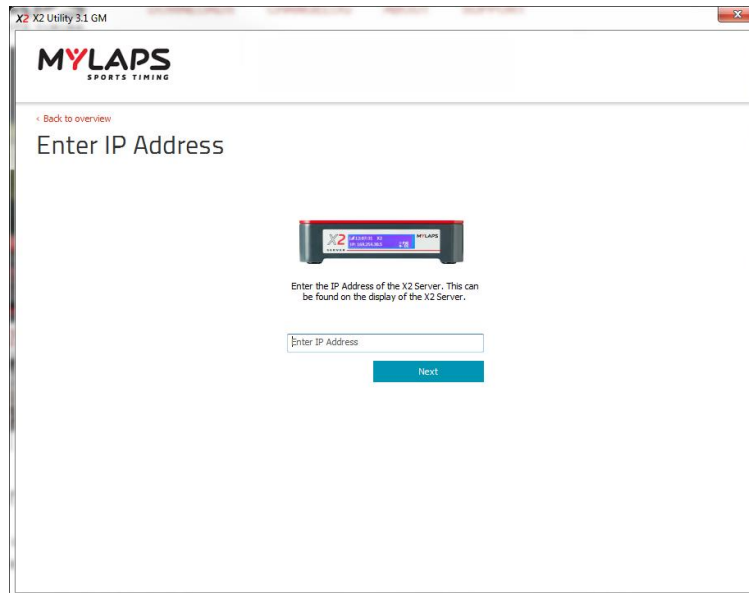 X2 X2 Utility 3.1 GM
MYLAPS
SPORTS TIMING
‹ Back to overview
Enter IP Address
X2
MYLAPS
Enter the IP Address of the X2 Server. This can
be found on the display of the X2 Server.
Enter IP Address
Next